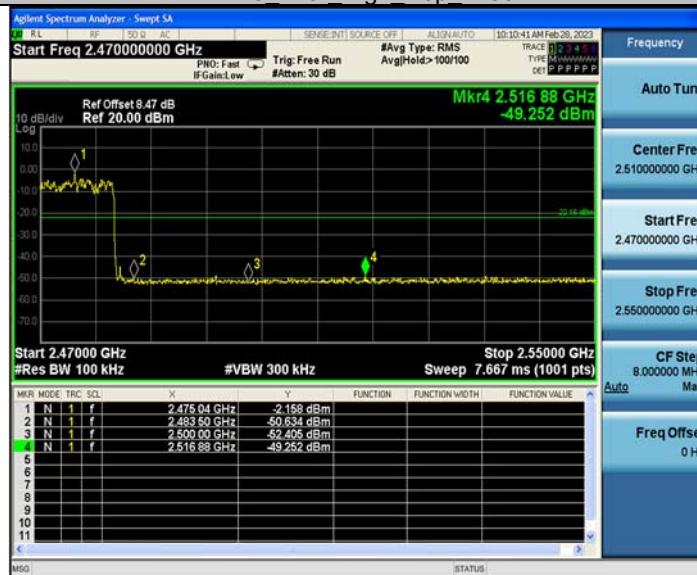 Agilent Spectrum Analyzer - Swept SA
RL RF 50 Ω AC SENSE:INT SOURCE OFF ALIGN AUTO 10:10:41 AM Feb 28, 2023
Start Freq 2.470000000 GHz
PNO: Fast
IFGain:Low
Trig: Free Run
#Atten: 30 dB
#Avg Type: RMS
Avg|Hold:>100/100
TRACE 1 2 3 4 5 6
TYPE M
DET P P P P P P
Ref Offset 8.47 dB
Ref 20.00 dBm
10 dB/div
Log
Mkr4 2.516 88 GHz
-49.252 dBm
10.0
0.00
-10.0
-20.0
-30.0
-40.0
-50.0
-60.0
-70.0
1
2
3
4
Start 2.47000 GHz
#Res BW 100 kHz
#VBW 300 kHz
Stop 2.55000 GHz
Sweep 7.667 ms (1001 pts)
MKR MODE TRC SCL X Y FUNCTION FUNCTION WIDTH FUNCTION VALUE
1 N 1 f 2.475 04 GHz -2.158 dBm
2 N 1 f 2.483 50 GHz -50.634 dBm
3 N 1 f 2.500 00 GHz -52.405 dBm
4 N 1 f 2.516 88 GHz -49.252 dBm
5
6
7
8
9
10
11
MSG STATUS
Frequency
Auto Tun
Center Fre
2.510000000 GH
Start Fre
2.470000000 GH
Stop Fre
2.550000000 GH
CF Ste
8.000000 MH
Auto Ma
Freq Offse
0 H